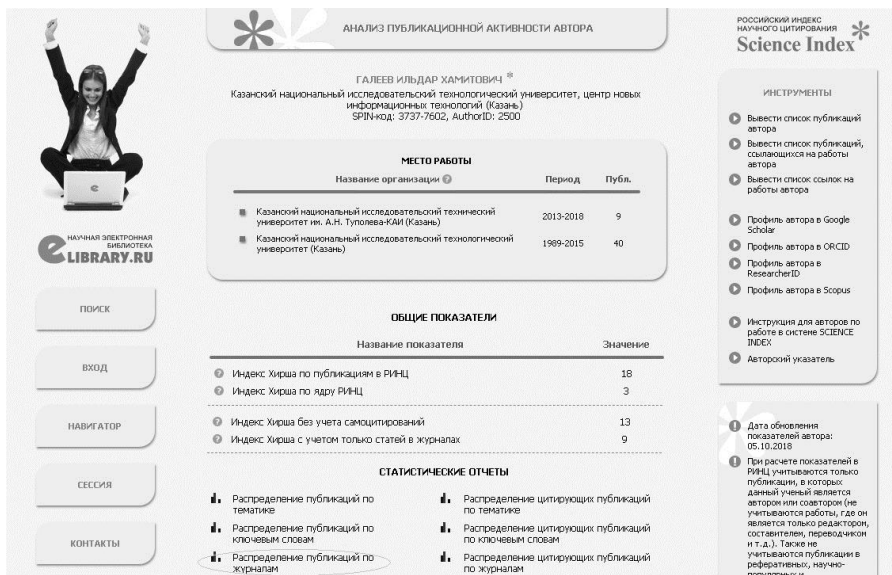 АНАЛИЗ ПУБЛИКАЦИОННОЙ АКТИВНОСТИ АВТОРА
ГАЛЕЕВ ИЛЬДАР ХАМИТОВИЧ *
Казанский национальный исследовательский технологический университет, центр новых
информационных технологий (Казань)
SPIN-код: 3737-7602, AuthorID: 2500
МЕСТО РАБОТЫ
Название организации Период Публ.
Казанский национальный исследовательский технический
университет им. А.Н. Туполева-КАИ (Казань) 2013-2018 9
Казанский национальный исследовательский технологический
университет (Казань) 1989-2015 40
ОБЩИЕ ПОКАЗАТЕЛИ
Название показателя Значение
Индекс Хирша по публикациям в РИНЦ 18
Индекс Хирша по ядру РИНЦ 3
Индекс Хирша без учета самоцитирований 13
Индекс Хирша с учетом только статей в журналах 9
СТАТИСТИЧЕСКИЕ ОТЧЕТЫ
Распределение публикаций по
тематике
Распределение цитирующих публикаций
по тематике
Распределение публикаций по
ключевым словам
Распределение цитирующих публикаций
по ключевым словам
Распределение публикаций по
журналам
Распределение цитирующих публикаций
по журналам
НАУЧНАЯ ЭЛЕКТРОННАЯ
БИБЛИОТЕКА
eLIBRARY.RU
ПОИСК
ВХОД
НАВИГАТОР
СЕССИЯ
КОНТАКТЫ
РОССИЙСКИЙ ИНДЕКС
НАУЧНОГО ЦИТИРОВАНИЯ
Science Index
ИНСТРУМЕНТЫ
Вывести список публикаций
автора
Вывести список публикаций,
ссылающихся на работы
автора
Вывести список ссылок на
работы автора
Профиль автора в Google
Scholar
Профиль автора в ORCID
Профиль автора в
ResearcherID
Профиль автора в Scopus
Инструкция для авторов по
работе в системе SCIENCE
INDEX
Авторский указатель
Дата обновления
показателей автора:
05.10.2018
При расчете показателей в
РИНЦ учитываются только
публикации, в которых
данный ученый является
автором или соавтором (не
учитываются работы, где он
является только редактором,
составителем, переводчиком
и т.д.). Также не
учитываются публикации в
реферативных, научно-